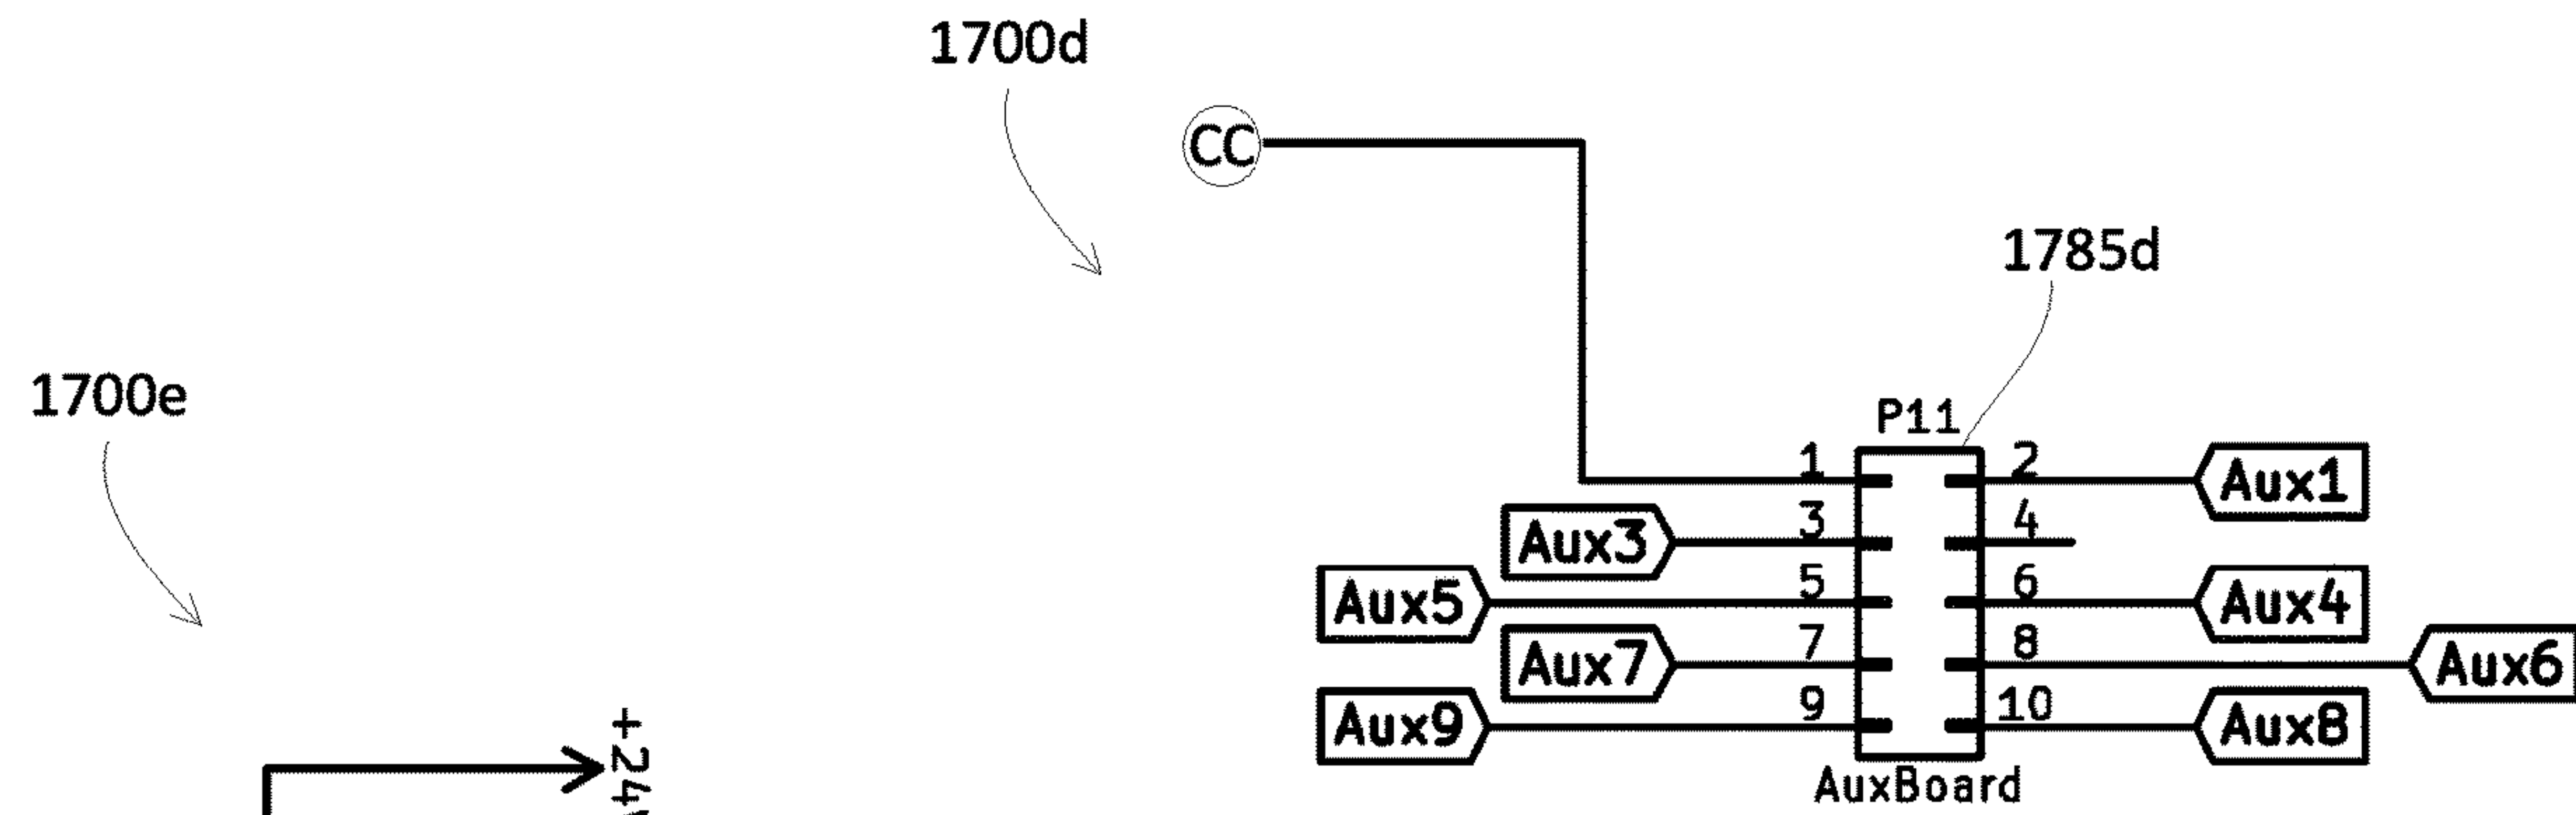 1700d
CC
1785d
1700e
P11
1 2 Aux1
Aux3 3 4
Aux5 5 6 Aux4
Aux7 7 8 Aux6
Aux9 9 10 Aux8
+24
AuxBoard